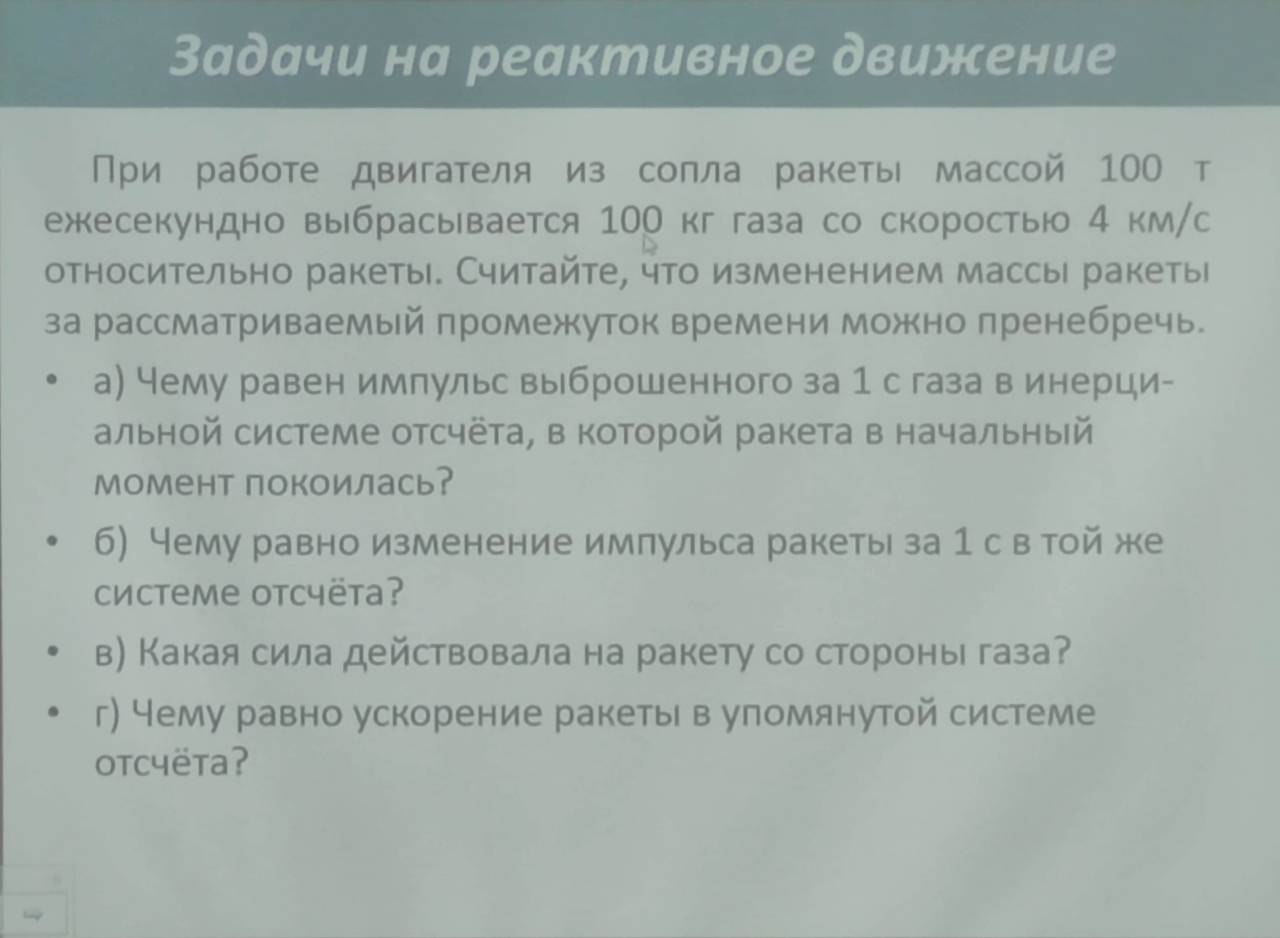 Задачи на реактивное движение
При работе двигателя из сопла ракеты массой 100 т
ежесекундно выбрасывается 100 кг газа со скоростью 4 км/с
относительно ракеты. Считайте, что изменением массы ракеты
за рассматриваемый промежуток времени можно пренебречь.
• а) Чему равен импульс выброшенного за 1 с газа в инерци-
альной системе отсчёта, в которой ракета в начальный
момент покоилась?
• б) Чему равно изменение импульса ракеты за 1 с в той же
системе отсчёта?
• в) Какая сила действовала на ракету со стороны газа?
• г) Чему равно ускорение ракеты в упомянутой системе
отсчёта?